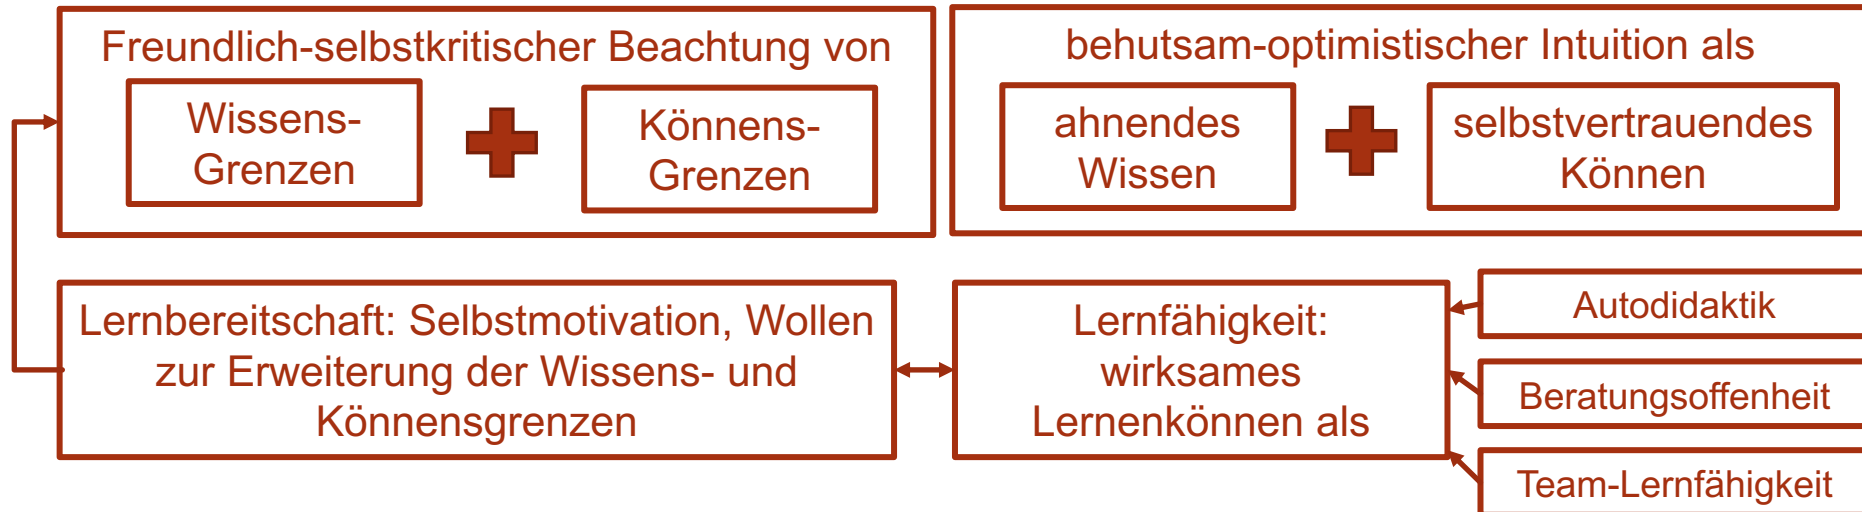 Freundlich-selbstkritischer Beachtung von
Wissens-
Grenzen
Könnens-
Grenzen
behutsam-optimistischer Intuition als
ahnendes
Wissen
selbstvertrauendes
Können
Lernbereitschaft: Selbstmotivation, Wollen
zur Erweiterung der Wissens- und
Könnensgrenzen
Lernfähigkeit:
wirksames
Lernenkönnen als
Autodidaktik
Beratungsoffenheit
Team-Lernfähigkeit